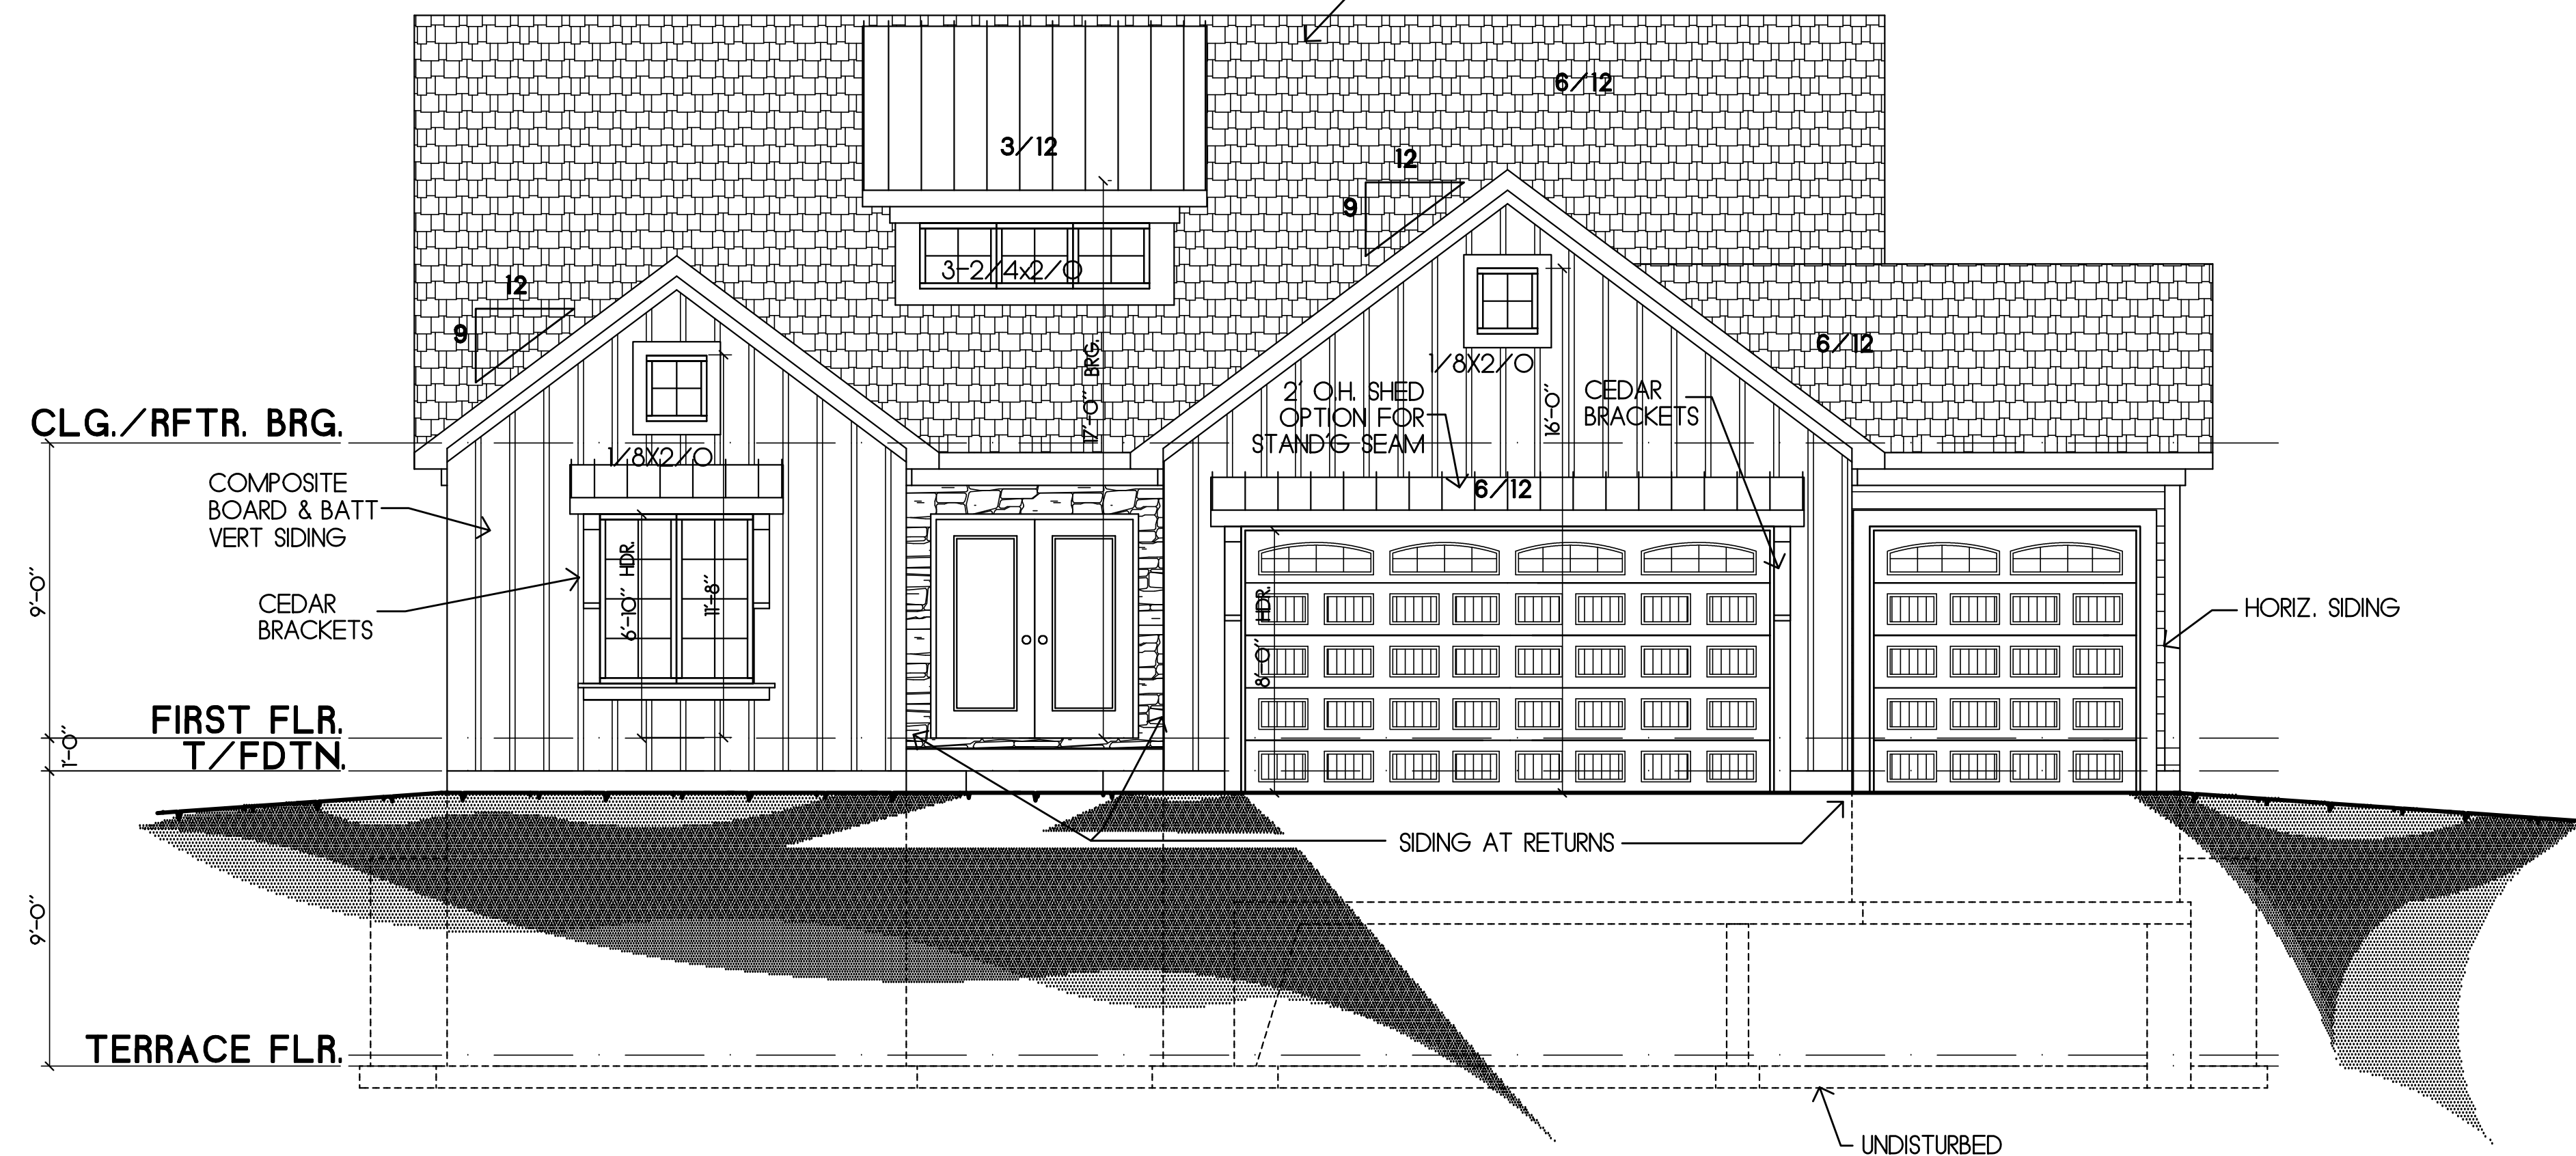 6/12
3/12
12
9
3-2/4x2/0
12
9
6/12
1/8X2/0
17'-0" BRG.
2' O.H. SHED
OPTION FOR
STAND'G SEAM
16'-0"
CEDAR
BRACKETS
CLG./RFTR. BRG.
1/8X2/0
6/12
COMPOSITE
BOARD & BATT
VERT SIDING
9'-0"
CEDAR
BRACKETS
6'-10" HDR.
11'-8"
8'-0" HDR.
HORIZ. SIDING
FIRST FLR.
1'-0"
T/FDTN.
SIDING AT RETURNS
9'-0"
TERRACE FLR.
UNDISTURBED